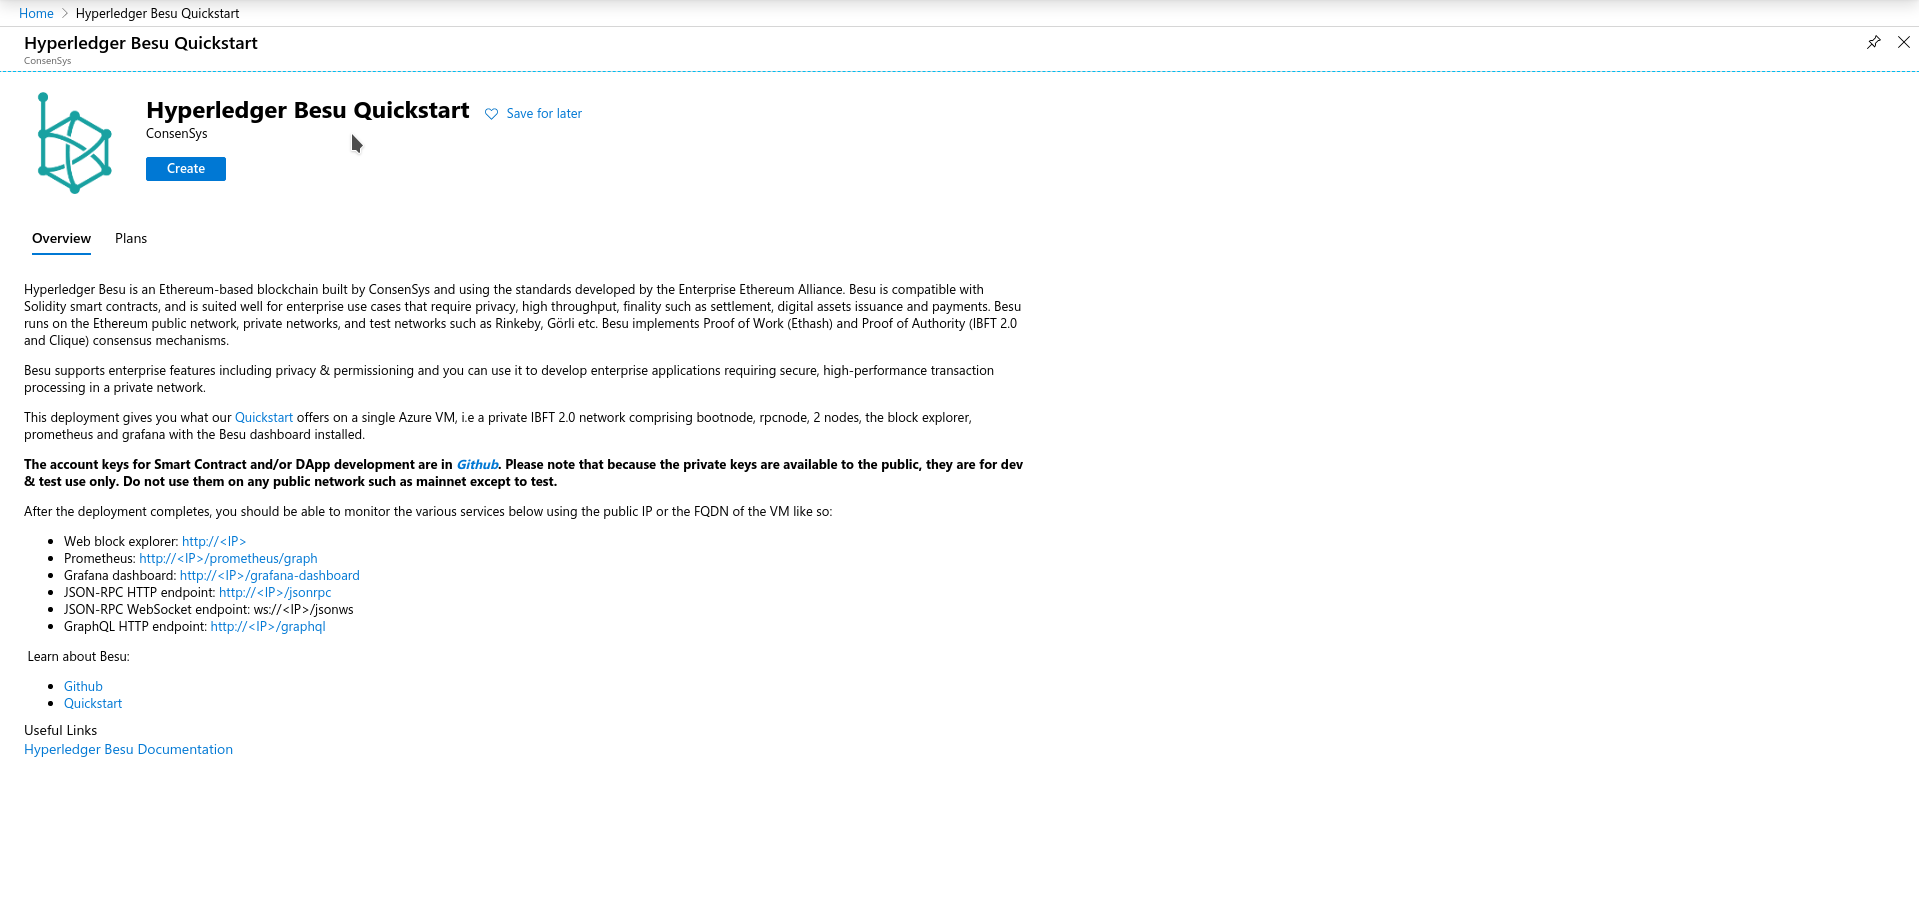 Home > Hyperledger Besu Quickstart
Hyperledger Besu Quickstart
ConsenSys
Hyperledger Besu Quickstart
Save for later
ConsenSys
Create
Overview Plans
Hyperledger Besu is an Ethereum-based blockchain built by ConsenSys and using the standards developed by the Enterprise Ethereum Alliance. Besu is compatible with
Solidity smart contracts, and is suited well for enterprise use cases that require privacy, high throughput, finality such as settlement, digital assets issuance and payments. Besu
runs on the Ethereum public network, private networks, and test networks such as Rinkeby, Görli etc. Besu implements Proof of Work (Ethash) and Proof of Authority (IBFT 2.0
and Clique) consensus mechanisms.
Besu supports enterprise features including privacy & permissioning and you can use it to develop enterprise applications requiring secure, high-performance transaction
processing in a private network.
This deployment gives you what our Quickstart offers on a single Azure VM, i.e a private IBFT 2.0 network comprising bootnode, rpcnode, 2 nodes, the block explorer,
prometheus and grafana with the Besu dashboard installed.
The account keys for Smart Contract and/or DApp development are in Github. Please note that because the private keys are available to the public, they are for dev
& test use only. Do not use them on any public network such as mainnet except to test.
After the deployment completes, you should be able to monitor the various services below using the public IP or the FQDN of the VM like so:
• Web block explorer: http://<IP>
• Prometheus: http://<IP>/prometheus/graph
• Grafana dashboard: http://<IP>/grafana-dashboard
• JSON-RPC HTTP endpoint: http://<IP>/jsonrpc
• JSON-RPC WebSocket endpoint: ws://<IP>/jsonws
• GraphQL HTTP endpoint: http://<IP>/graphql
Learn about Besu:
• Github
• Quickstart
Useful Links
Hyperledger Besu Documentation